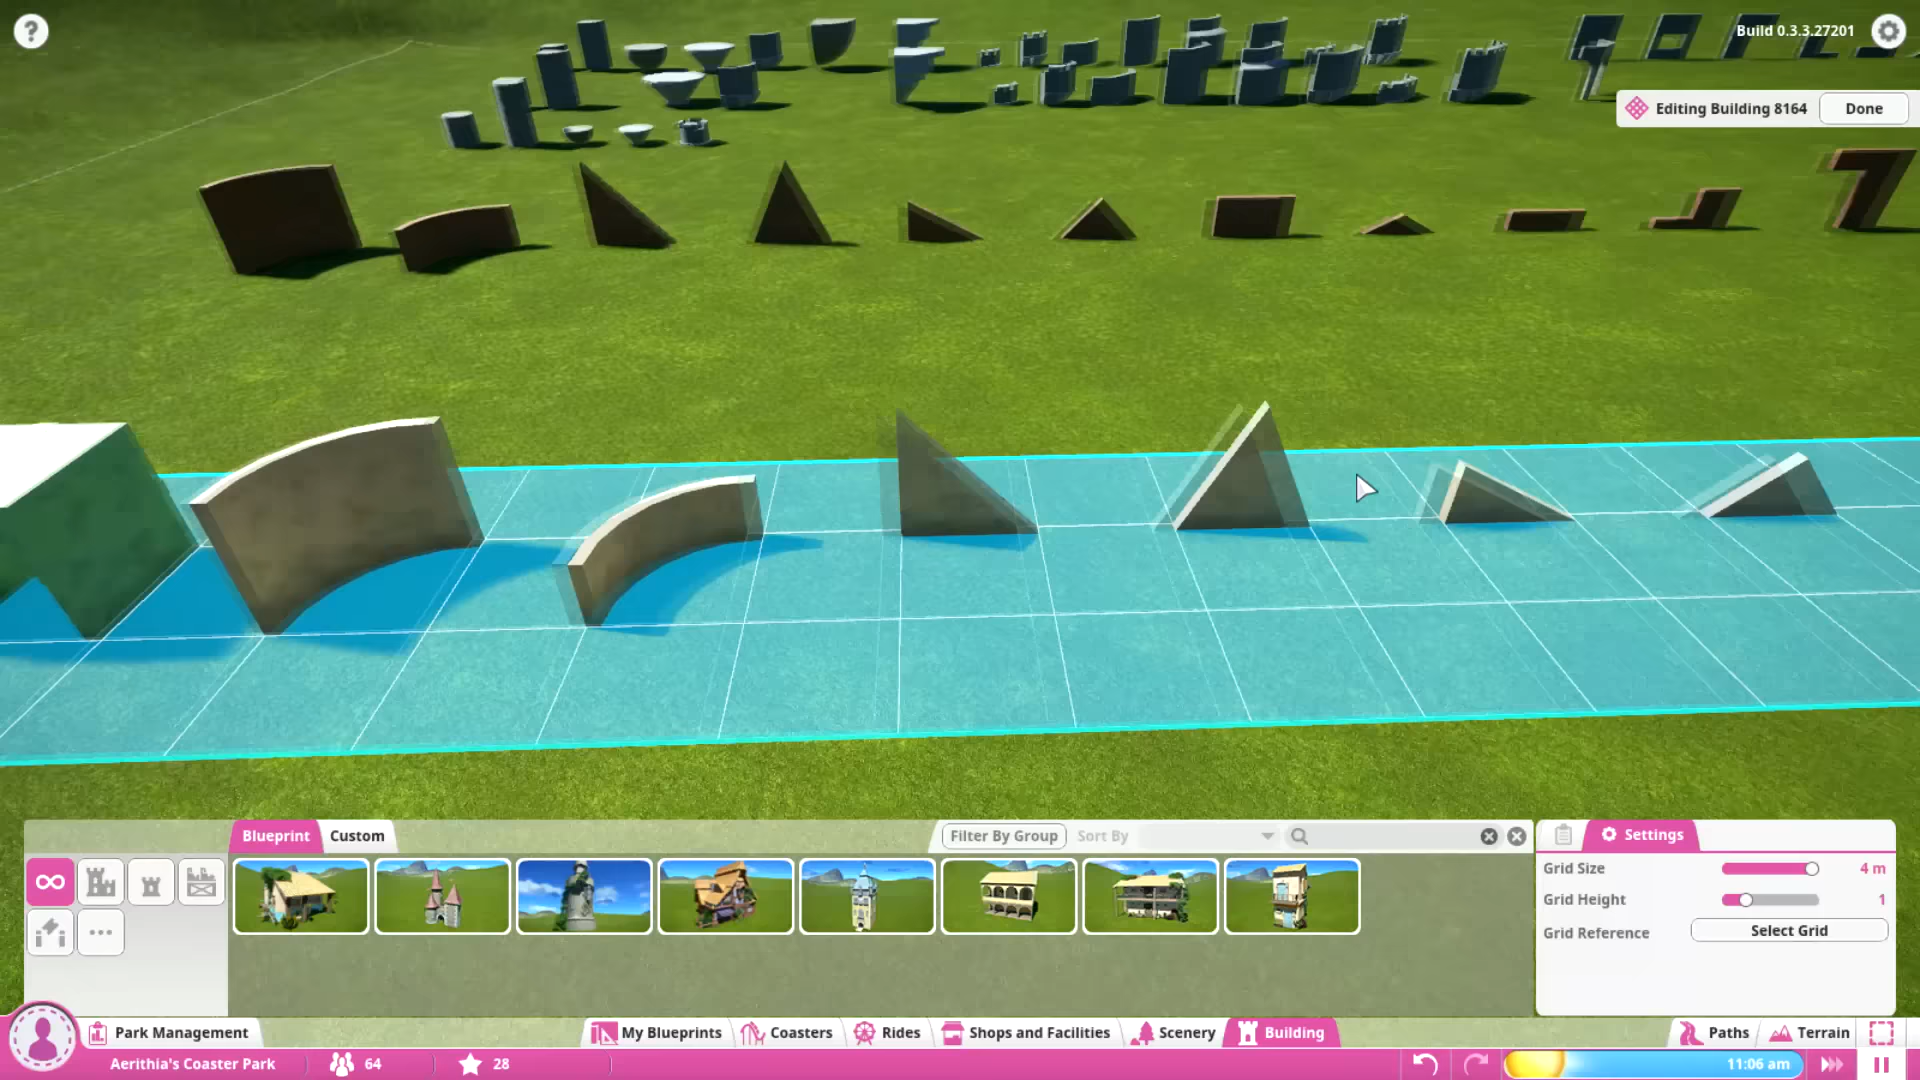 ?
Build 0.3.3.27201
Editing Building 8164
Done
Blueprint
Custom
Filter By Group
Sort By
Settings
Grid Size
4 m
Grid Height
1
Grid Reference
Select Grid
Park Management
My Blueprints
Coasters
Rides
Shops and Facilities
Scenery
Building
Paths
Terrain
Aerithia's Coaster Park
64
28
11:06 am